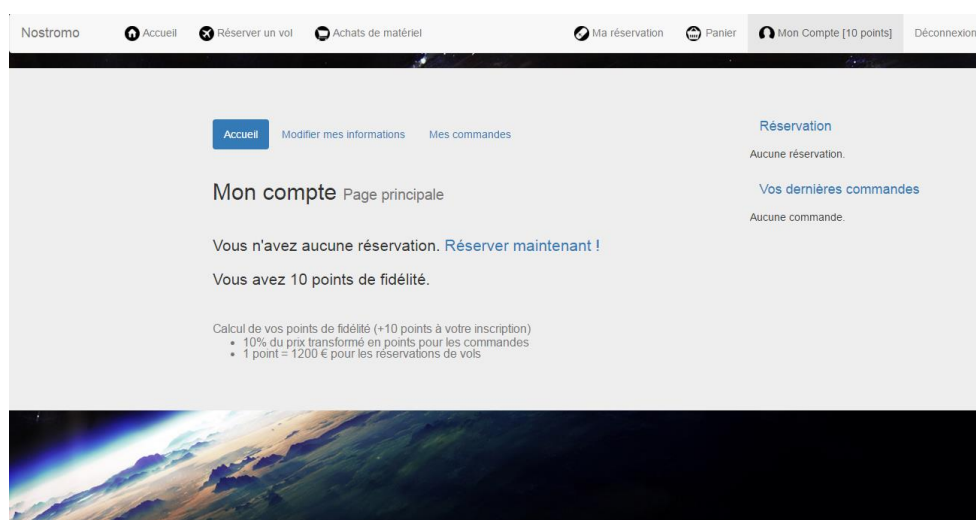 Nostromo Accueil Réserver un vol Achats de matériel Ma réservation Panier Mon Compte [10 points] Déconnexion
Accueil Modifier mes informations Mes commandes
Mon compte Page principale
Vous n'avez aucune réservation. Réserver maintenant !
Vous avez 10 points de fidélité.
Calcul de vos points de fidélité (+10 points à votre inscription)
10% du prix transformé en points pour les commandes
1 point = 1200 € pour les réservations de vols
Réservation
Aucune réservation.
Vos dernières commandes
Aucune commande.